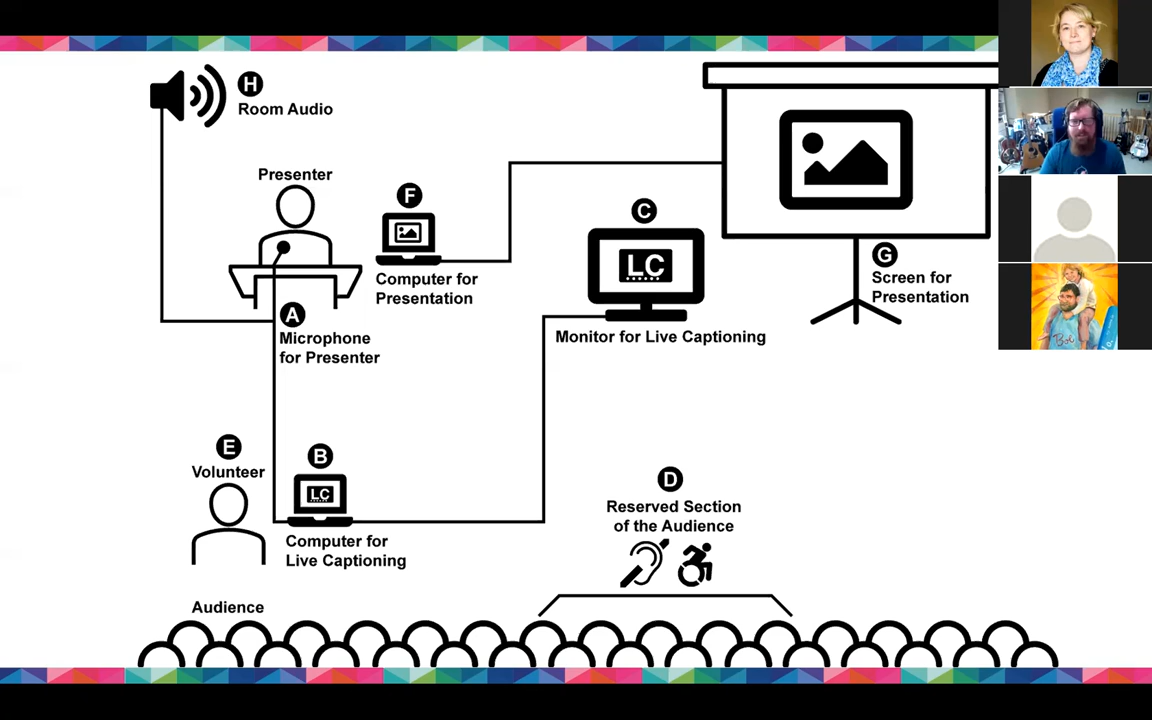 H
Room Audio
Presenter
F
Computer for
Presentation
C
LC
Monitor for Live Captioning
G
Screen for
Presentation
A
Microphone
for Presenter
E
Volunteer
B
LC
Computer for
Live Captioning
D
Reserved Section
of the Audience
Audience